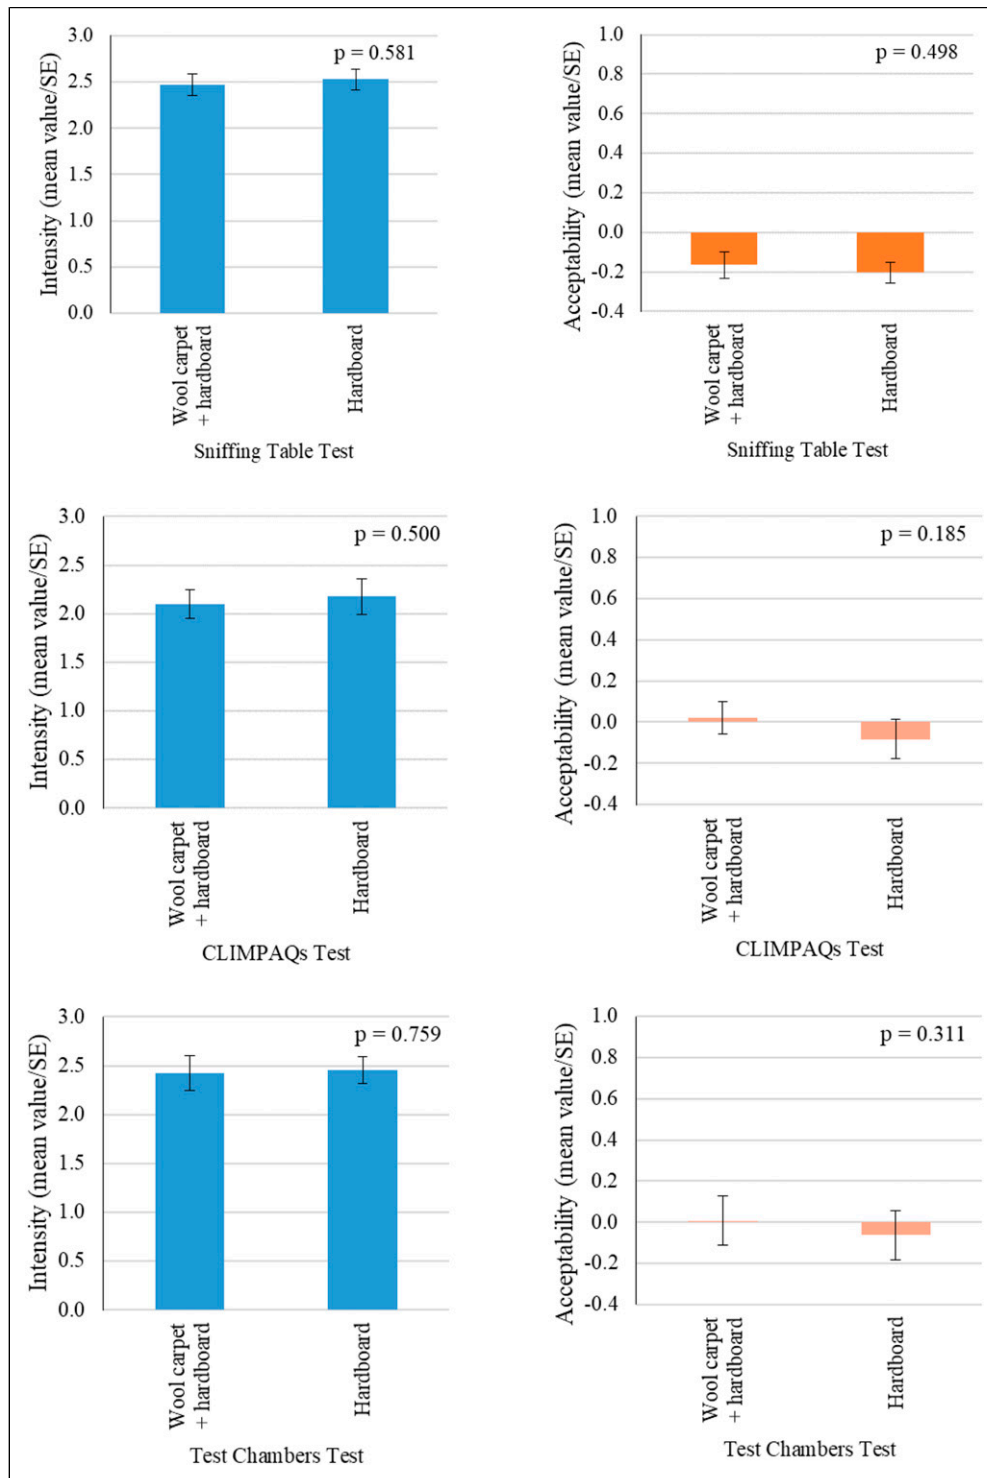 3.0
2.5
2.0
1.5
1.0
0.5
0.0
Intensity (mean value/SE)
p = 0.581
Wool carpet
+ hardboard
Hardboard
Sniffing Table Test
1.0
0.8
0.6
0.4
0.2
0.0
-0.2
-0.4
Acceptability (mean value/SE)
p = 0.498
Wool carpet
+ hardboard
Hardboard
Sniffing Table Test
3.0
2.5
2.0
1.5
1.0
0.5
0.0
Intensity (mean value/SE)
p = 0.500
Wool carpet
+ hardboard
Hardboard
CLIMPAQs Test
1.0
0.8
0.6
0.4
0.2
0.0
-0.2
-0.4
Acceptability (mean value/SE)
p = 0.185
Wool carpet
+ hardboard
Hardboard
CLIMPAQs Test
3.0
2.5
2.0
1.5
1.0
0.5
0.0
Intensity (mean value/SE)
p = 0.759
Wool carpet
+ hardboard
Hardboard
Test Chambers Test
1.0
0.8
0.6
0.4
0.2
0.0
-0.2
-0.4
Acceptability (mean value/SE)
p = 0.311
Wool carpet
+ hardboard
Hardboard
Test Chambers Test